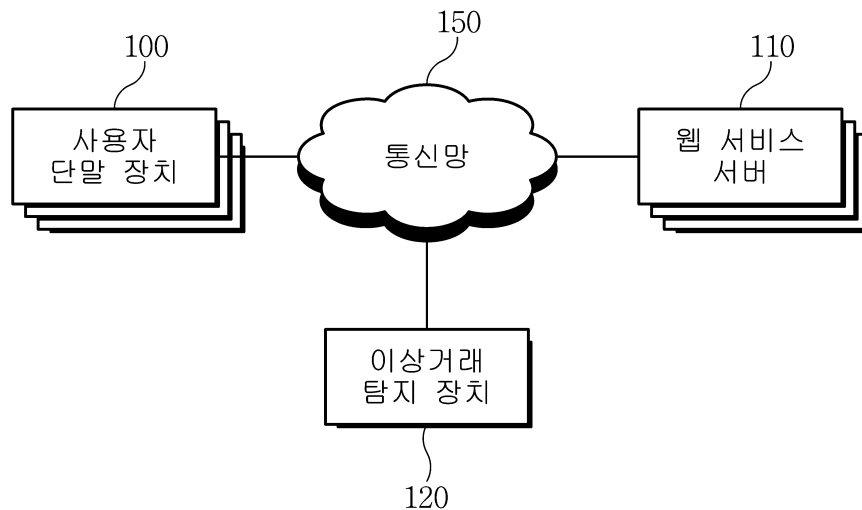 150
100
110
사용자
단말 장치
통신망
웹 서비스
서버
이상거래
탐지 장치
120